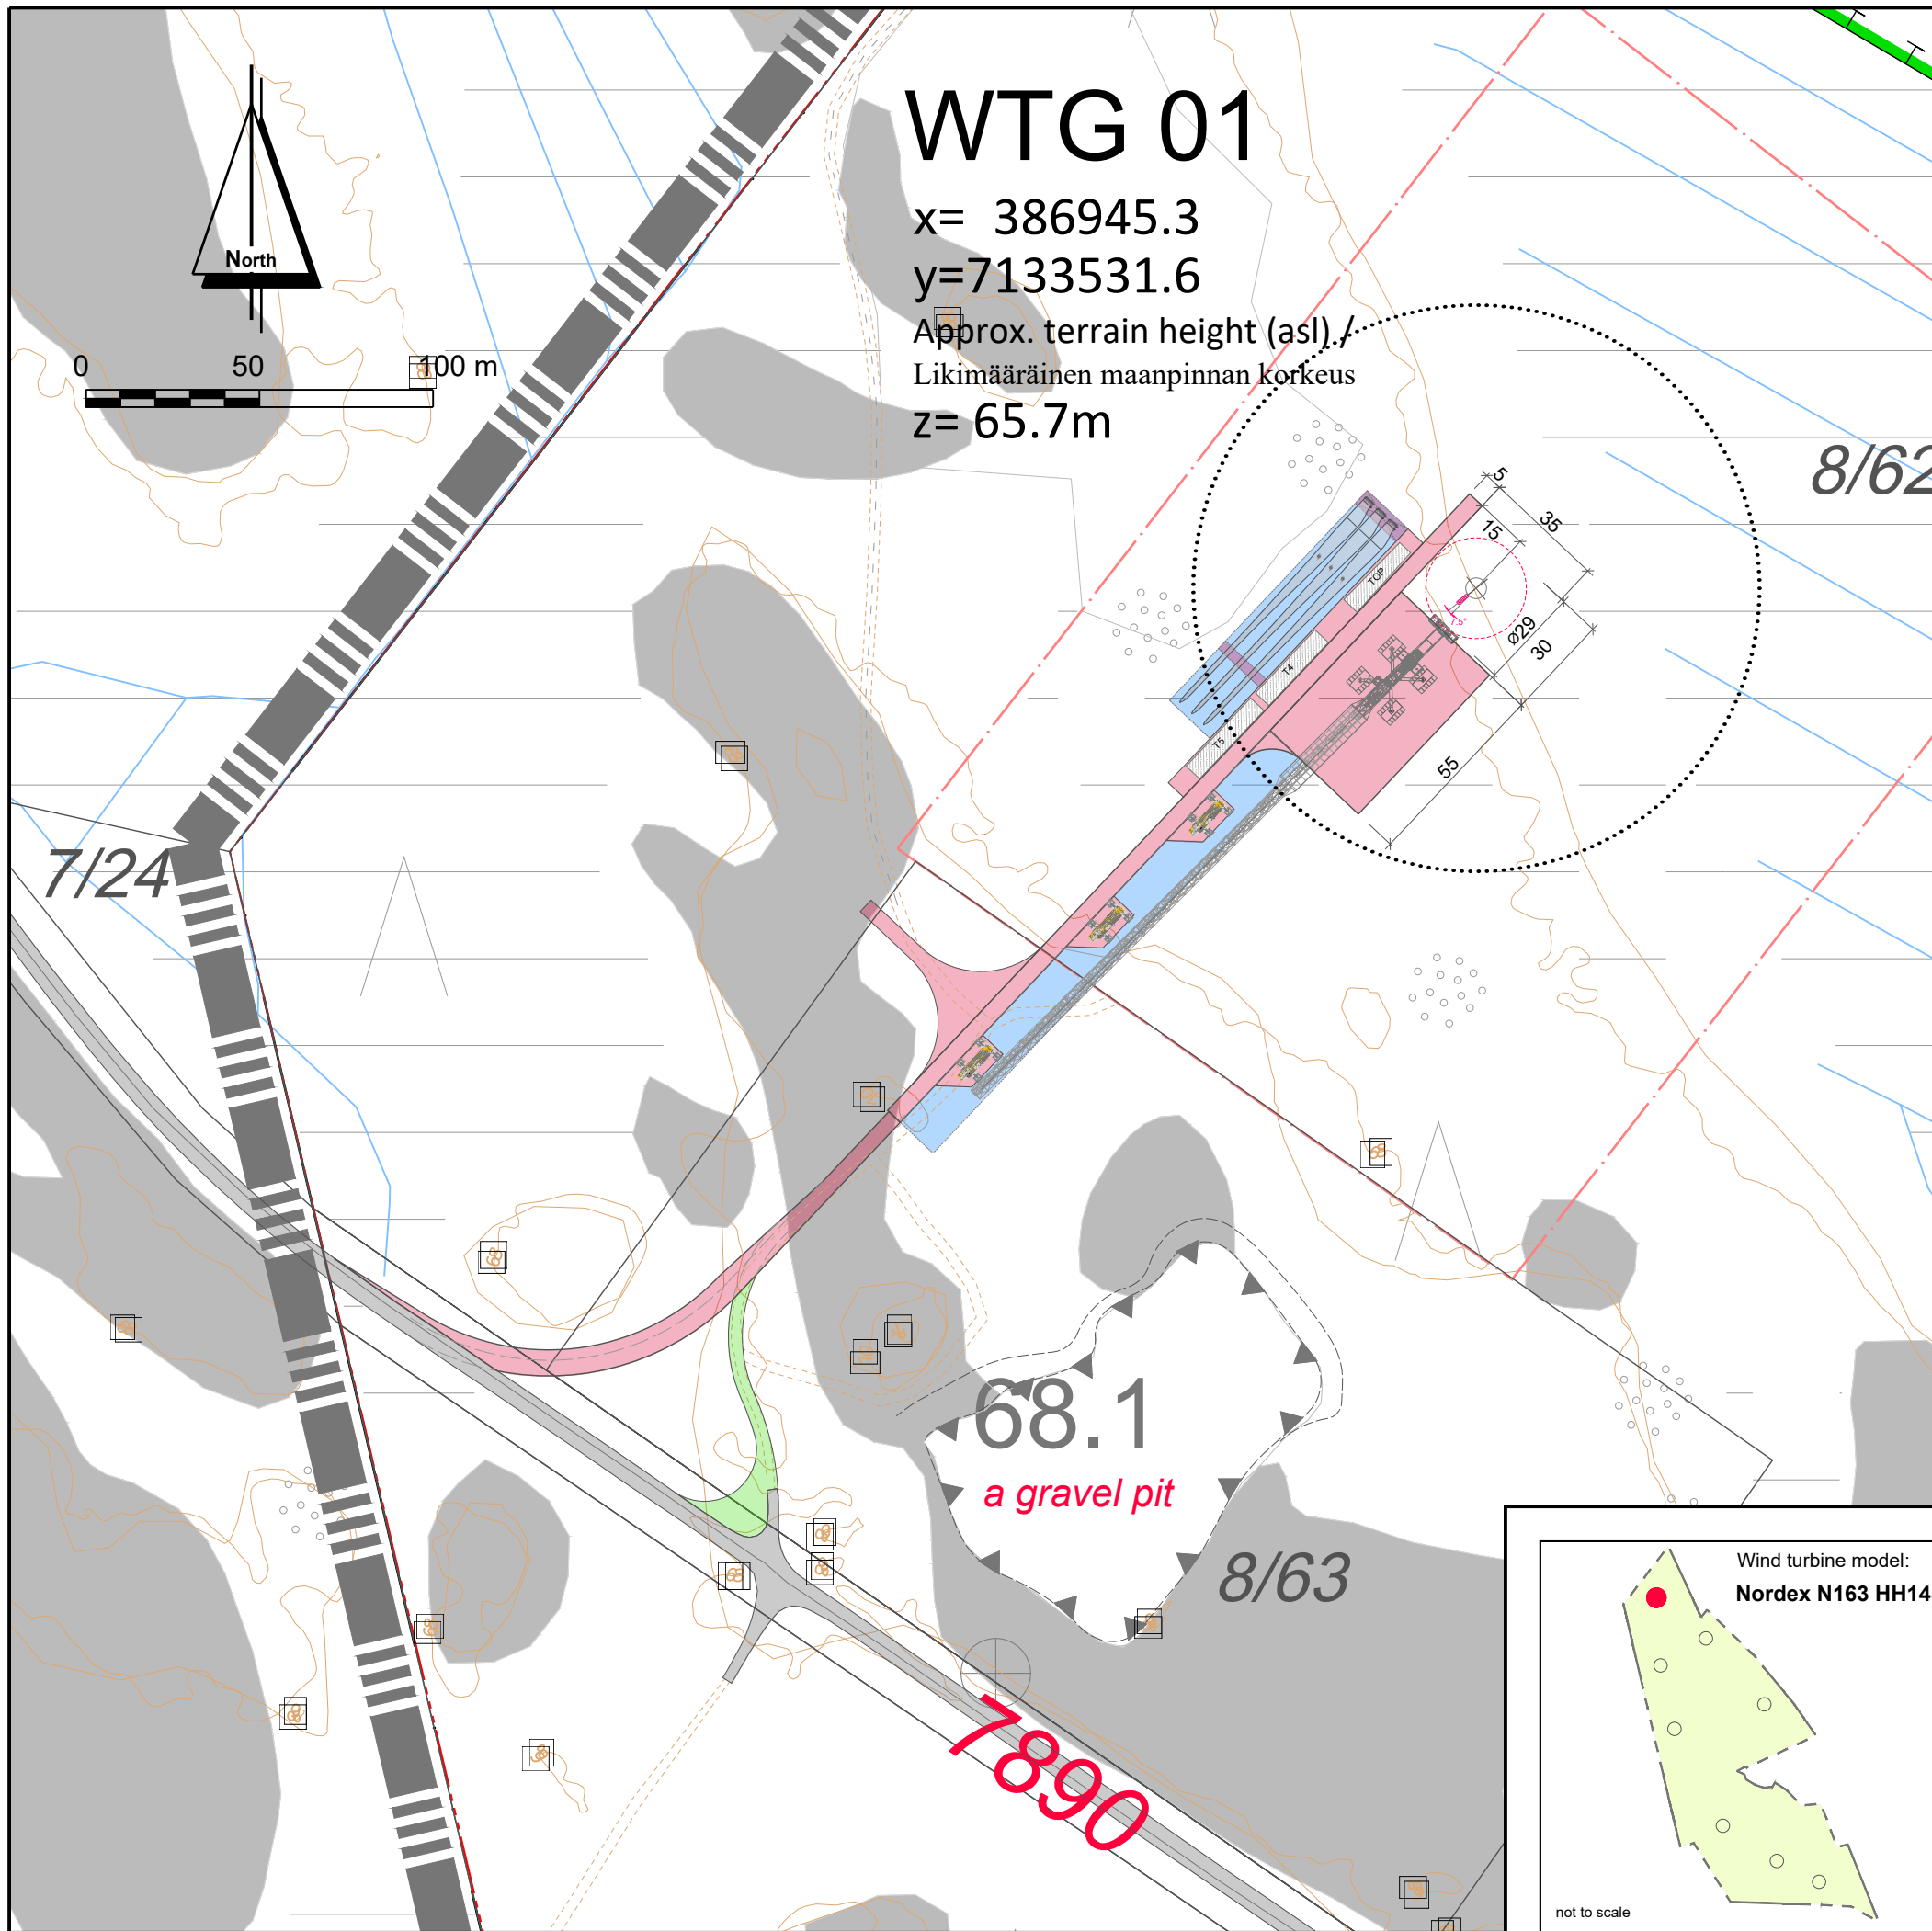 WTG 01
x= 386945.3
y=7133531.6
Approx. terrain height (asl) /
Likimääräinen maanpinnan korkeus
z= 65.7m
North
0 50 100 m
8/62
5
35
15
7.5°
Ø29
30
55
TOP
T4
T5
7/24
68.1
a gravel pit
8/63
7890
Wind turbine model:
Nordex N163 HH14
not to scale